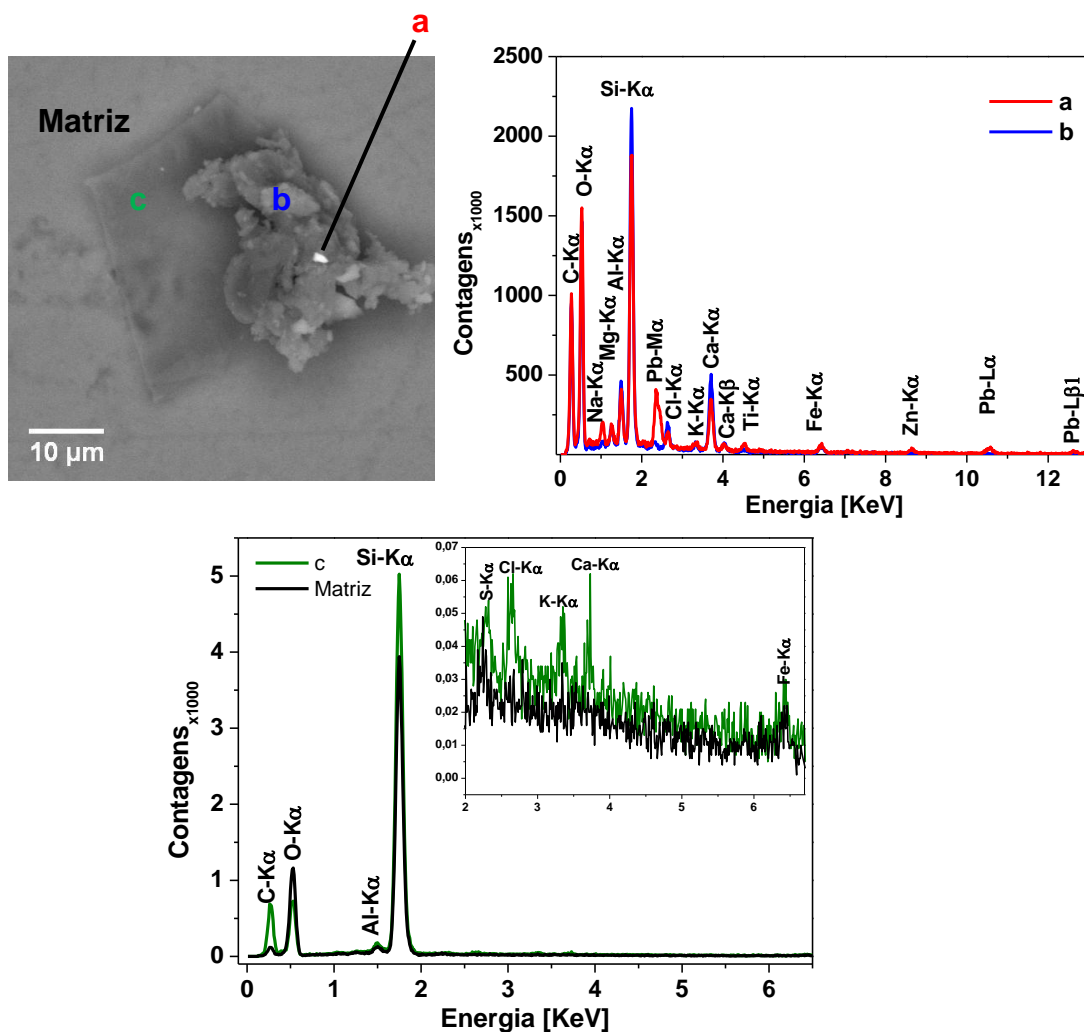 a
Matriz
c
b
10 µm
2500
2000
1500
1000
500
Contagens x1000
0 2 4 6 8 10 12
Energia [KeV]
C-Kα
O-Kα
Na-Kα
Mg-Kα
Al-Kα
Si-Kα
Pb-Mα
Cl-Kα
K-Kα
Ca-Kα
Ca-Kβ
Ti-Kα
Fe-Kα
Zn-Kα
Pb-Lα
Pb-Lβ1
a
b
5
4
3
2
1
0
Contagens x1000
0 1 2 3 4 5 6
Energia [KeV]
c
Matriz
C-Kα
O-Kα
Al-Kα
Si-Kα
0,07
0,06
0,05
0,04
0,03
0,02
0,01
0,00
2 3 4 5 6
S-Kα
Cl-Kα
K-Kα
Ca-Kα
Fe-Kα